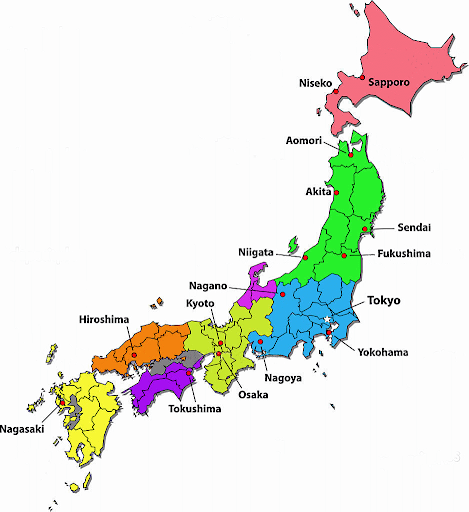 Niseko
Sapporo
Aomori
Akita
Sendai
Niigata
Fukushima
Nagano
Kyoto
Tokyo
Hiroshima
Yokohama
Nagoya
Osaka
Tokushima
Nagasaki